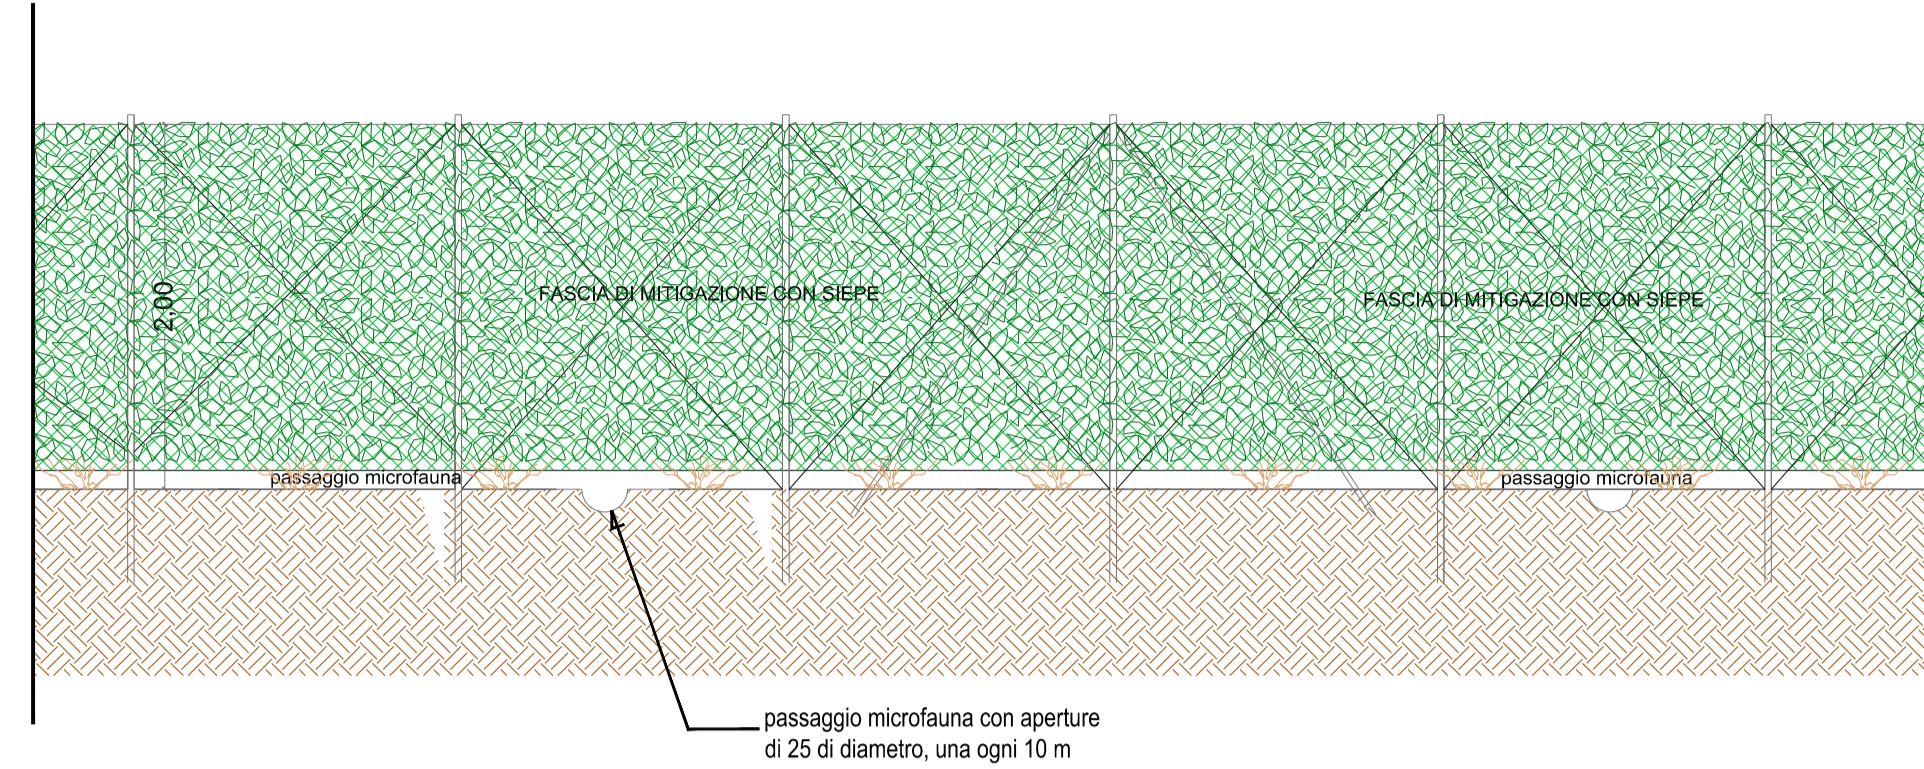 2,00
FASCIA DI MITIGAZIONE CON SIEPE
FASCIA DI MITIGAZIONE CON SIEPE
passaggio microfauna
passaggio microfauna
passaggio microfauna con aperture
di 25 di diametro, una ogni 10 m